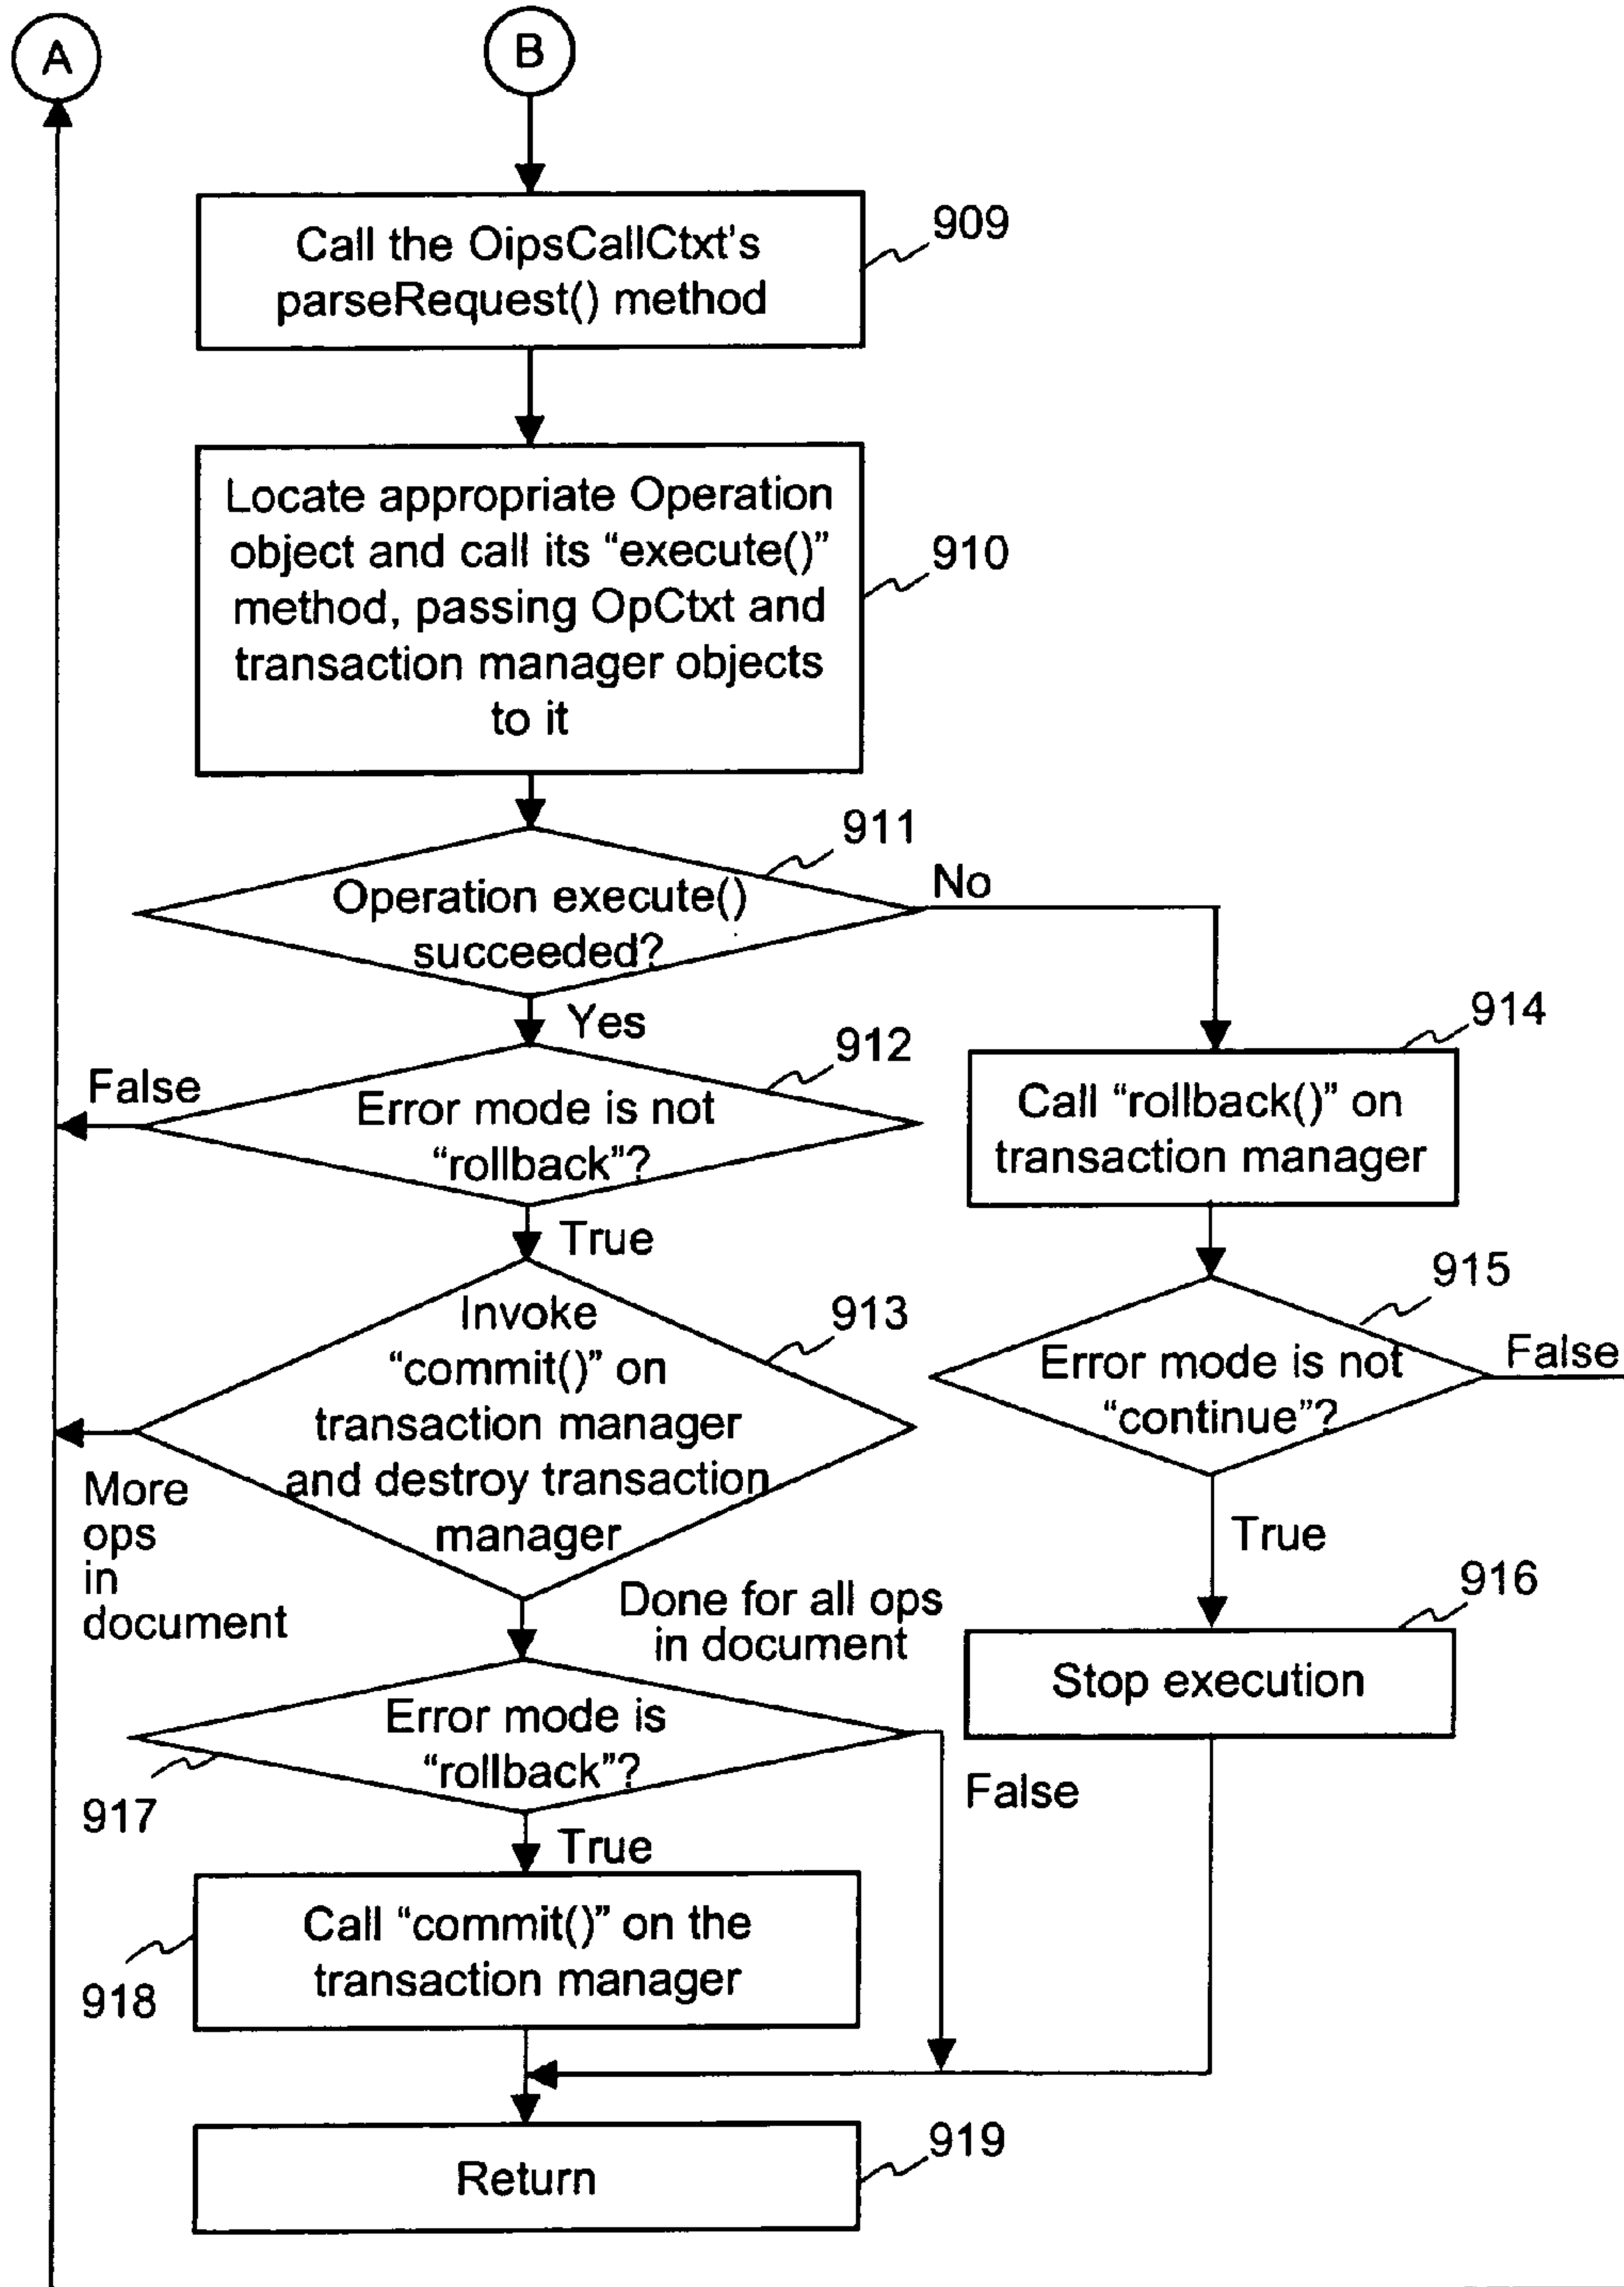 A
B
Call the OipsCallCtxt's
parseRequest() method
909
Locate appropriate Operation
object and call its “execute()”
method, passing OpCtxt and
transaction manager objects
to it
910
Operation execute()
succeeded?
911
No
Yes
Error mode is not
“rollback”?
912
False
True
Call “rollback()” on
transaction manager
914
Invoke
“commit()” on
transaction manager
and destroy transaction
manager
913
Error mode is not
“continue”?
915
False
True
More
ops
in
document
Done for all ops
in document
Stop execution
916
Error mode is
“rollback”?
917
False
True
Call “commit()” on the
transaction manager
918
Return
919